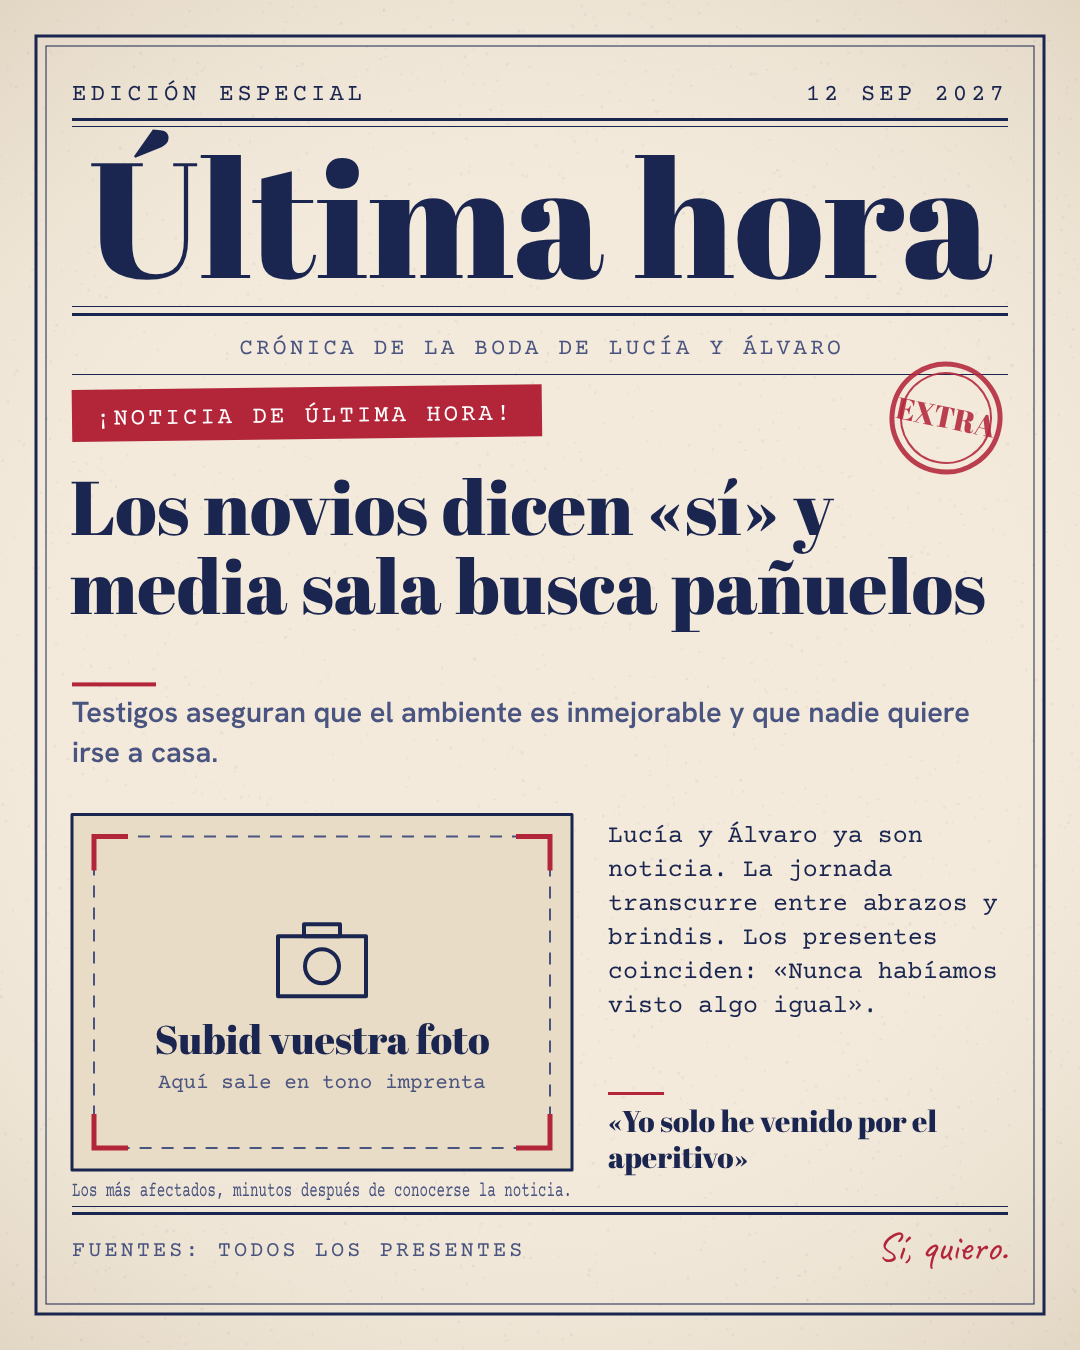 EDICIÓN ESPECIAL
12 SEP 2027
Última hora
CRÓNICA DE LA BODA DE LUCÍA Y ÁLVARO
¡NOTICIA DE ÚLTIMA HORA!
EXTRA
Los novios dicen «sí» y
media sala busca pañuelos
Testigos aseguran que el ambiente es inmejorable y que nadie quiere
irse a casa.
Subid vuestra foto
Aquí sale en tono imprenta
Los más afectados, minutos después de conocerse la noticia.
Lucía y Álvaro ya son
noticia. La jornada
transcurre entre abrazos y
brindis. Los presentes
coinciden: «Nunca habíamos
visto algo igual».
«Yo solo he venido por el
aperitivo»
FUENTES: TODOS LOS PRESENTES
Sí, quiero.